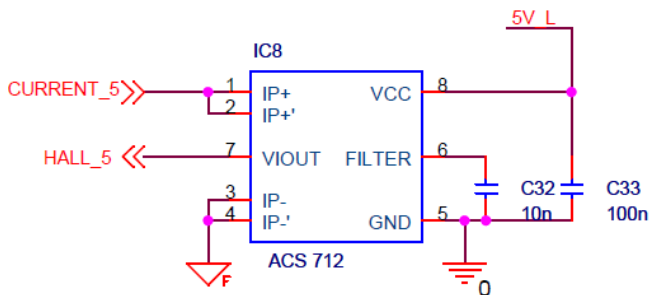 5V_L
IC8
CURRENT_5
1
IP+
VCC
8
2
IP+'
HALL_5
7
VIOUT
FILTER
6
3
IP-
C32
C33
4
IP-'
GND
5
10n
100n
ACS 712
F
0